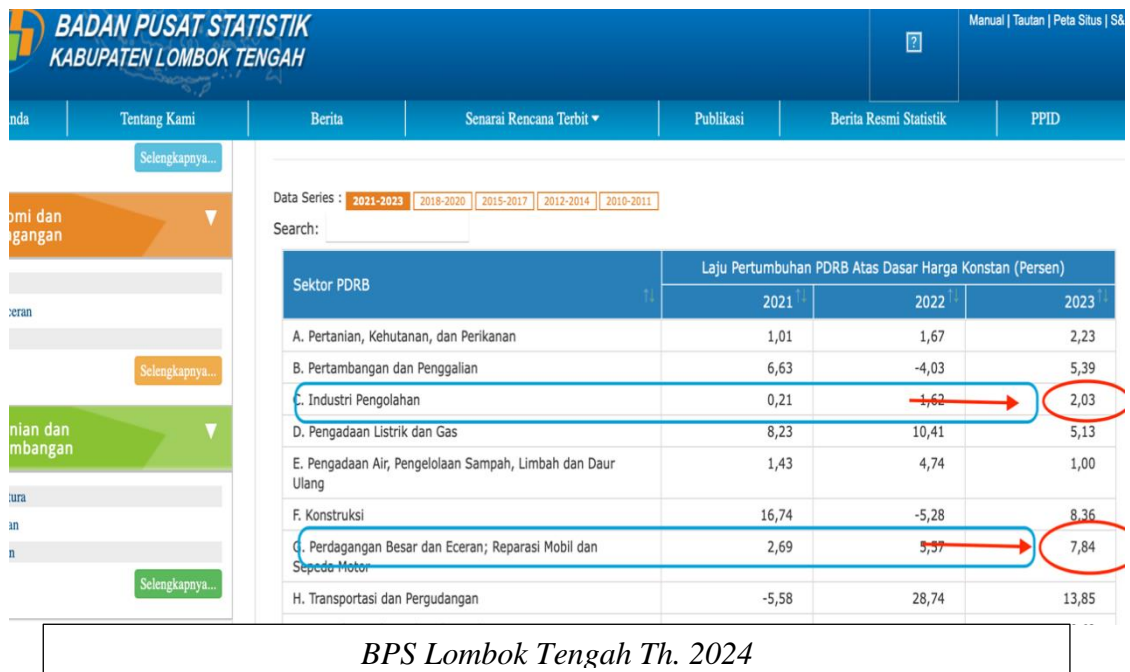 BADAN PUSAT STATISTIK
KABUPATEN LOMBOK TENGAH
Manual | Tautan | Peta Situs | S&
nda Tentang Kami Berita Senarai Rencana Terbit ▾ Publikasi Berita Resmi Statistik PPID
Selengkapnya...
omi dan
gangan
ceran
Selengkapnya...
nian dan
mbangan
tura
an
n
Selengkapnya...
Data Series : 2021-2023 2018-2020 2015-2017 2012-2014 2010-2011
Search:
Sektor PDRB Laju Pertumbuhan PDRB Atas Dasar Harga Konstan (Persen)
2021 2022 2023
A. Pertanian, Kehutanan, dan Perikanan 1,01 1,67 2,23
B. Pertambangan dan Penggalian 6,63 -4,03 5,39
C. Industri Pengolahan 0,21 1,62 2,03
D. Pengadaan Listrik dan Gas 8,23 10,41 5,13
E. Pengadaan Air, Pengelolaan Sampah, Limbah dan Daur 1,43 4,74 1,00
Ulang
F. Konstruksi 16,74 -5,28 8,36
G. Perdagangan Besar dan Eceran; Reparasi Mobil dan 2,69 5,57 7,84
Sepeda Motor
H. Transportasi dan Pergudangan -5,58 28,74 13,85
BPS Lombok Tengah Th. 2024